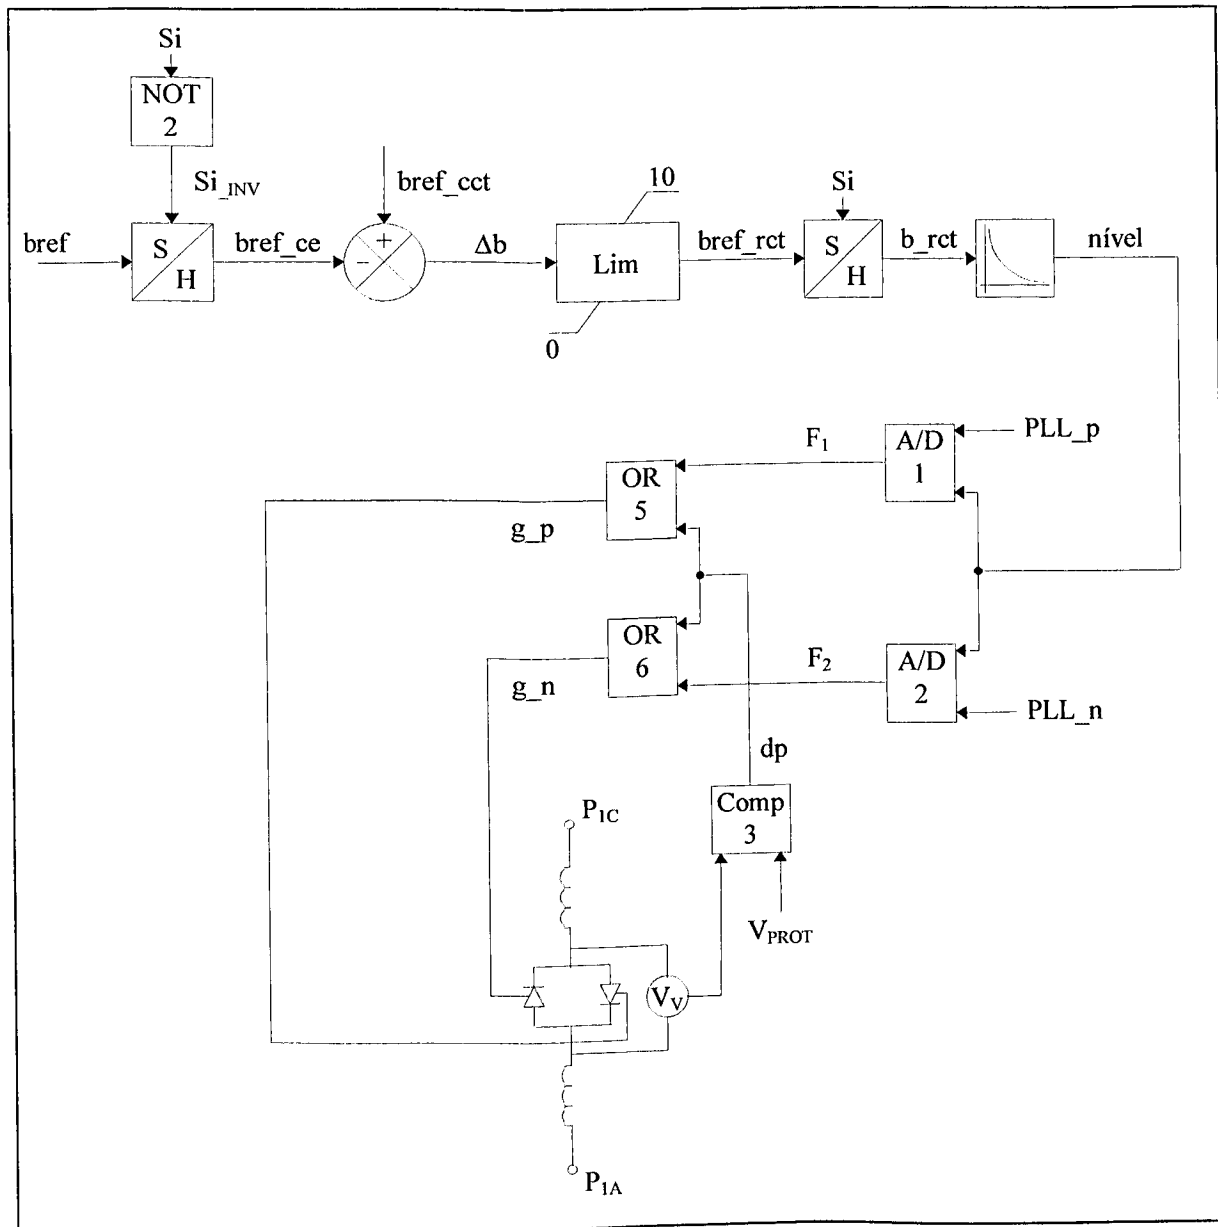 Si
NOT
2
Si_INV
bref_cct
10
Si
bref
S
H
bref_ce
+
−
Δb
Lim
bref_rct
S
H
b_rct
nível
0
PLL_p
A/D
1
F1
OR
5
g_p
OR
6
g_n
F2
A/D
2
PLL_n
dp
Comp
3
P1C
VPROT
VV
P1A